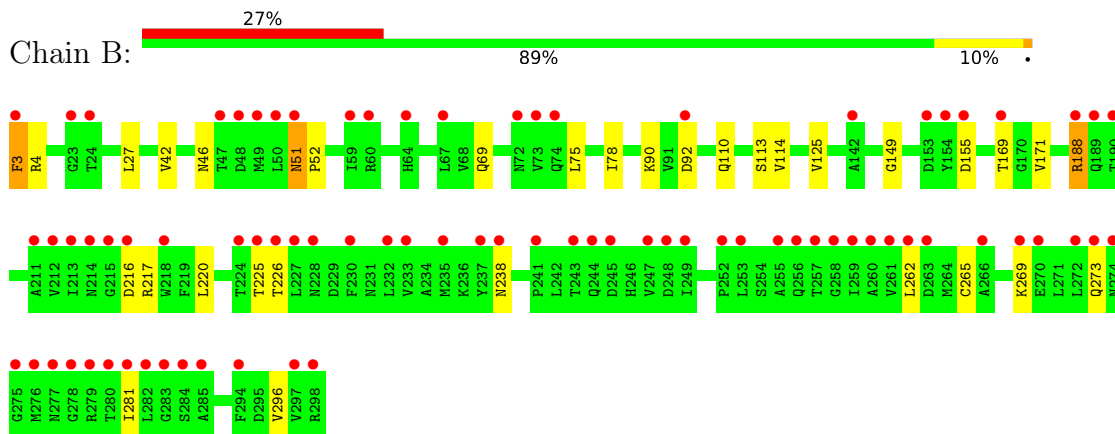 27%
Chain B:
89% 10% •
F3 R4 G23 T24 L27 V42 N46 T47 D48 M49 L50 N51 P52 I59 R60 H64 L67 V68 Q69 N72 V73 Q74 L75 I78 K90 V91 D92 Q110 S113 V114 V125 A142 G149 D153 Y154 D155 T169 G170 V171 R188 Q189 T190
A211 V212 I213 N214 G215 D216 R217 W218 F219 L220 T224 T225 T226 L227 N228 D229 F230 N231 L232 V233 A234 M235 K236 Y237 N238 P241 L242 T243 Q244 D245 H246 V247 D248 I249 P252 L253 S254 A255 Q256 T257 G258 I259 A260 V261 L262 D263 M264 C265 A266 K269 E270 L271 L272 Q273 N274
G275 M276 N277 G278 R279 T280 I281 L282 G283 S284 A285 F294 D295 V296 V297 R298